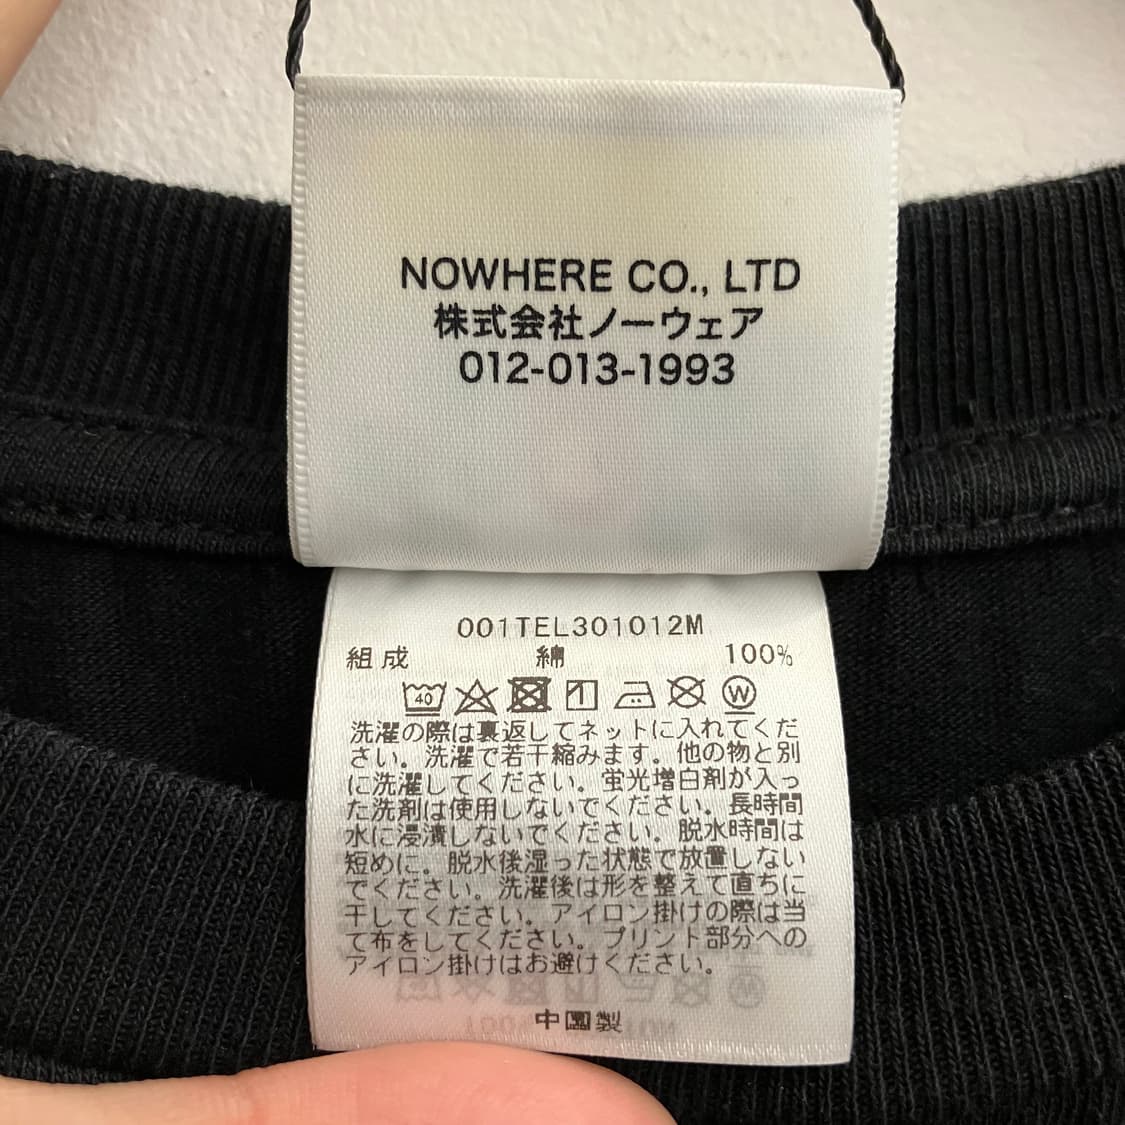 NOWHERE CO., LTD
株式会社ノーウェア
012-013-1993
001TEL301012M
組成 綿 100%
40 W
洗濯の際は裏返してネットに入れてくだ
さい。洗濯で若干縮みます。他の物と別
に洗濯してください。蛍光増白剤が入っ
た洗剤は使用しないでください。長時間
水に浸漬しないでください。脱水時間は
短めに。脱水後湿った状態で放置しない
でください。洗濯後は形を整えて直ちに
干してください。アイロン掛けの際は当
て布をしてください。プリント部分への
アイロン掛けはお避けください。
中國製